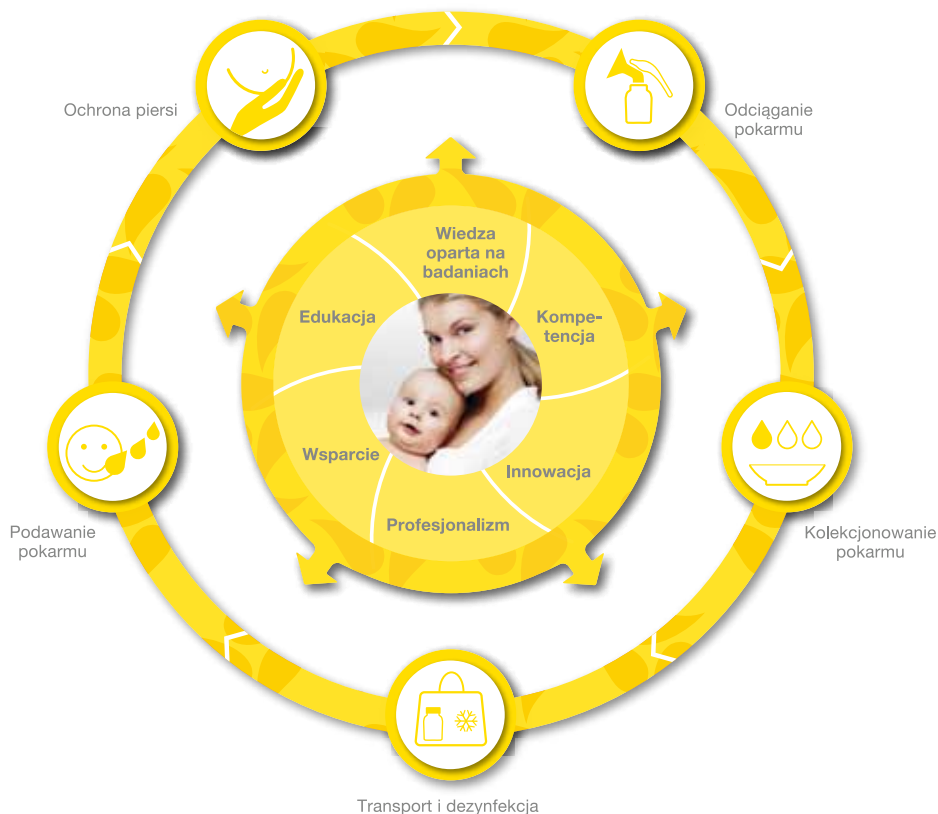 Ochrona piersi
Odciąganie
pokarmu
Wiedza
oparta na
badaniach
Edukacja
Kompe-
tencja
Wsparcie
Innowacja
Profesjonalizm
Podawanie
pokarmu
Kolekcjonowanie
pokarmu
Transport i dezynfekcja